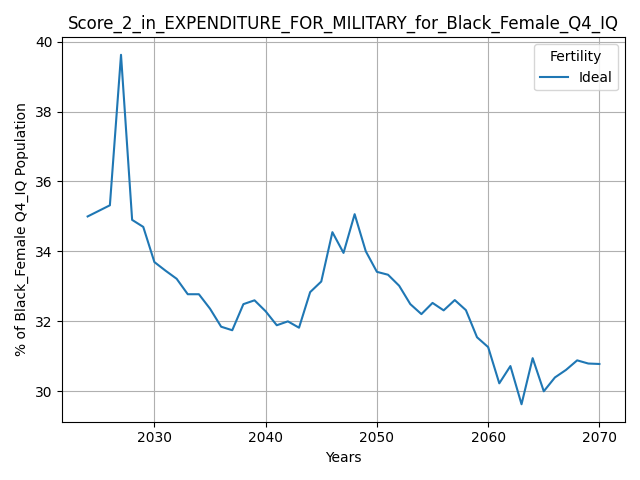 Score_2_in_EXPENDITURE_FOR_MILITARY_for_Black_Female_Q4_IQ
Fertility
Ideal
% of Black_Female Q4_IQ Population
40
38
36
34
32
30
2030
2040
2050
2060
2070
Years